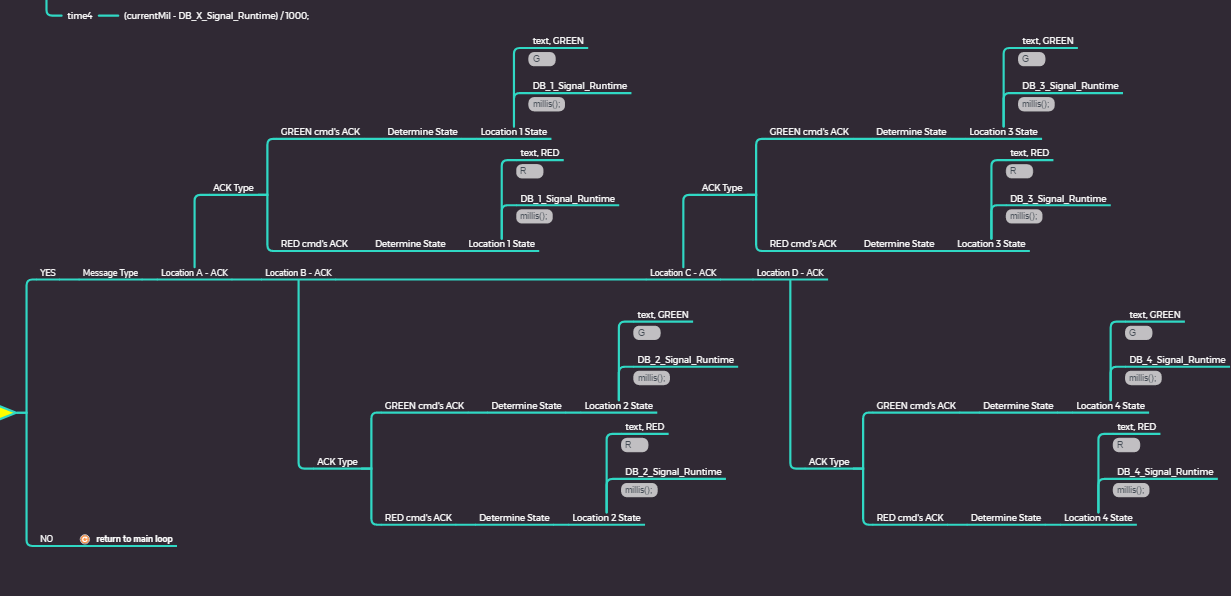 time4 (currentMil - DB_X_Signal_Runtime) / 1000;
text, GREEN
G
DB_1_Signal_Runtime
millis();
GREEN cmd's ACK Determine State Location 1 State
text, RED
R
DB_1_Signal_Runtime
millis();
ACK Type
RED cmd's ACK Determine State Location 1 State
text, GREEN
G
DB_3_Signal_Runtime
millis();
GREEN cmd's ACK Determine State Location 3 State
text, RED
R
DB_3_Signal_Runtime
millis();
ACK Type
RED cmd's ACK Determine State Location 3 State
YES Message Type Location A - ACK Location B - ACK Location C - ACK Location D - ACK
text, GREEN
G
DB_2_Signal_Runtime
millis();
GREEN cmd's ACK Determine State Location 2 State
text, RED
R
DB_2_Signal_Runtime
millis();
ACK Type
RED cmd's ACK Determine State Location 2 State
text, GREEN
G
DB_4_Signal_Runtime
millis();
GREEN cmd's ACK Determine State Location 4 State
text, RED
R
DB_4_Signal_Runtime
millis();
ACK Type
RED cmd's ACK Determine State Location 4 State
NO return to main loop